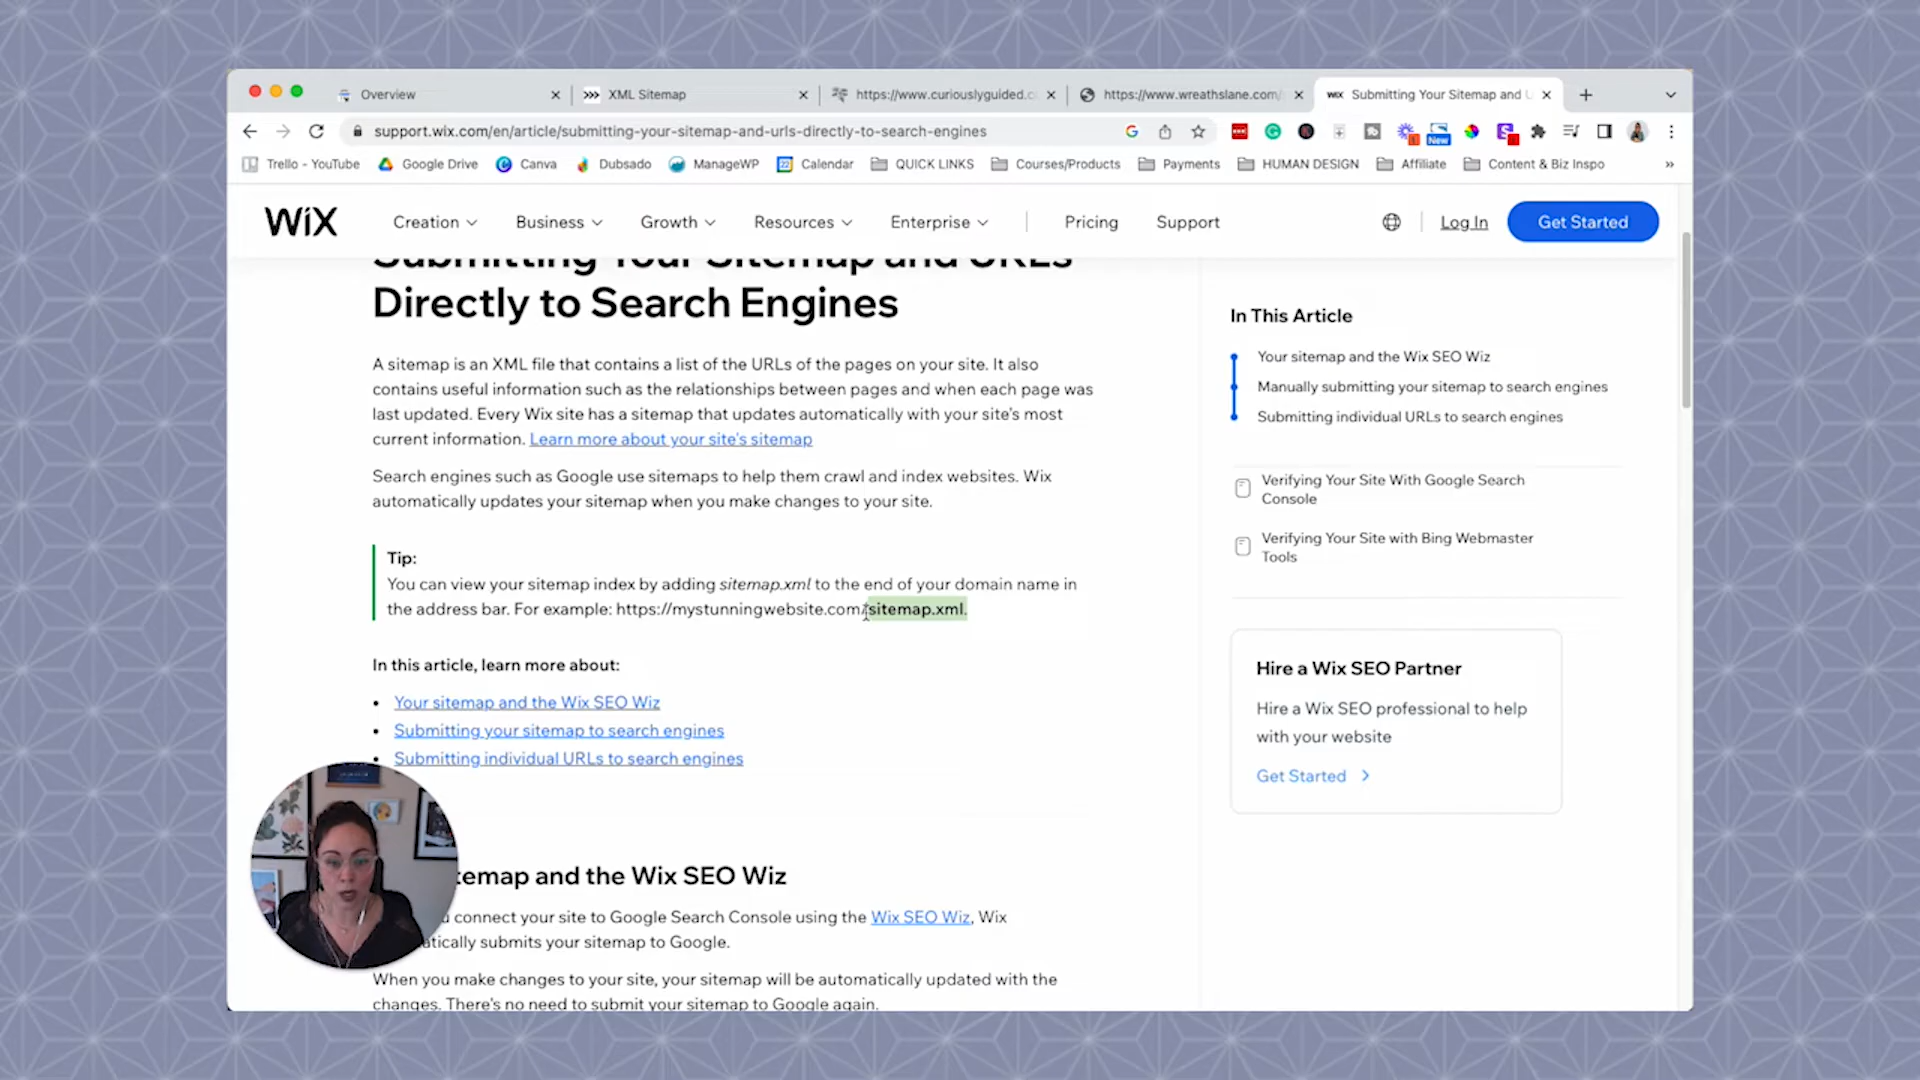 Overview
XML Sitemap
https://www.curiouslyguided.c
https://www.wreathslane.com/
WiX Submitting Your Sitemap and U
support.wix.com/en/article/submitting-your-sitemap-and-urls-directly-to-search-engines
New
Trello - YouTube
Google Drive
Canva
Dubsado
ManageWP
Calendar
QUICK LINKS
Courses/Products
Payments
HUMAN DESIGN
Affiliate
Content & Biz Inspo
WiX
Creation
Business
Growth
Resources
Enterprise
Pricing
Support
Log In
Get Started
Submitting Your Sitemap and URLs
Directly to Search Engines
A sitemap is an XML file that contains a list of the URLs of the pages on your site. It also
contains useful information such as the relationships between pages and when each page was
last updated. Every Wix site has a sitemap that updates automatically with your site's most
current information. Learn more about your site's sitemap
Search engines such as Google use sitemaps to help them crawl and index websites. Wix
automatically updates your sitemap when you make changes to your site.
Tip:
You can view your sitemap index by adding sitemap.xml to the end of your domain name in
the address bar. For example: https://mystunningwebsite.com/sitemap.xml.
In this article, learn more about:
Your sitemap and the Wix SEO Wiz
Submitting your sitemap to search engines
Submitting individual URLs to search engines
temap and the Wix SEO Wiz
connect your site to Google Search Console using the Wix SEO Wiz, Wix
atically submits your sitemap to Google.
When you make changes to your site, your sitemap will be automatically updated with the
changes. There's no need to submit your sitemap to Google again.
In This Article
Your sitemap and the Wix SEO Wiz
Manually submitting your sitemap to search engines
Submitting individual URLs to search engines
Verifying Your Site With Google Search
Console
Verifying Your Site with Bing Webmaster
Tools
Hire a Wix SEO Partner
Hire a Wix SEO professional to help
with your website
Get Started